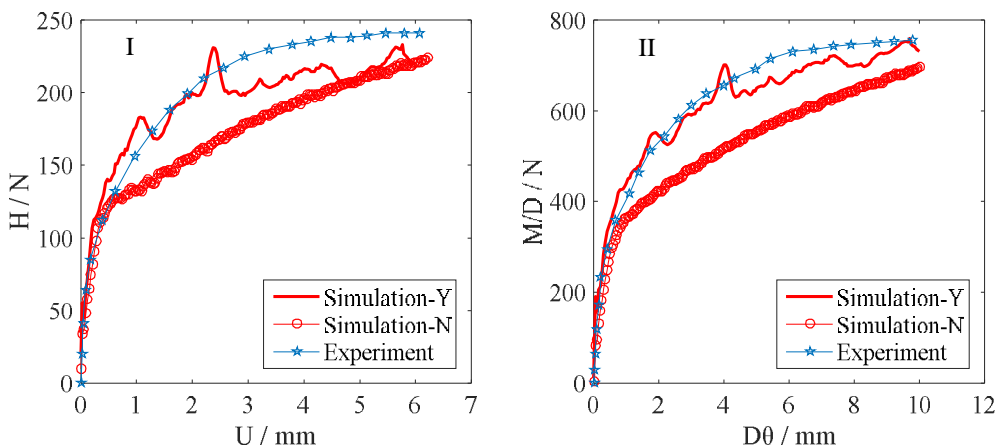 I
250
200
150
100
50
0
H / N
0 1 2 3 4 5 6 7
U / mm
Simulation-Y
Simulation-N
Experiment
II
800
600
400
200
0
M/D / N
0 2 4 6 8 10 12
Dθ / mm
Simulation-Y
Simulation-N
Experiment